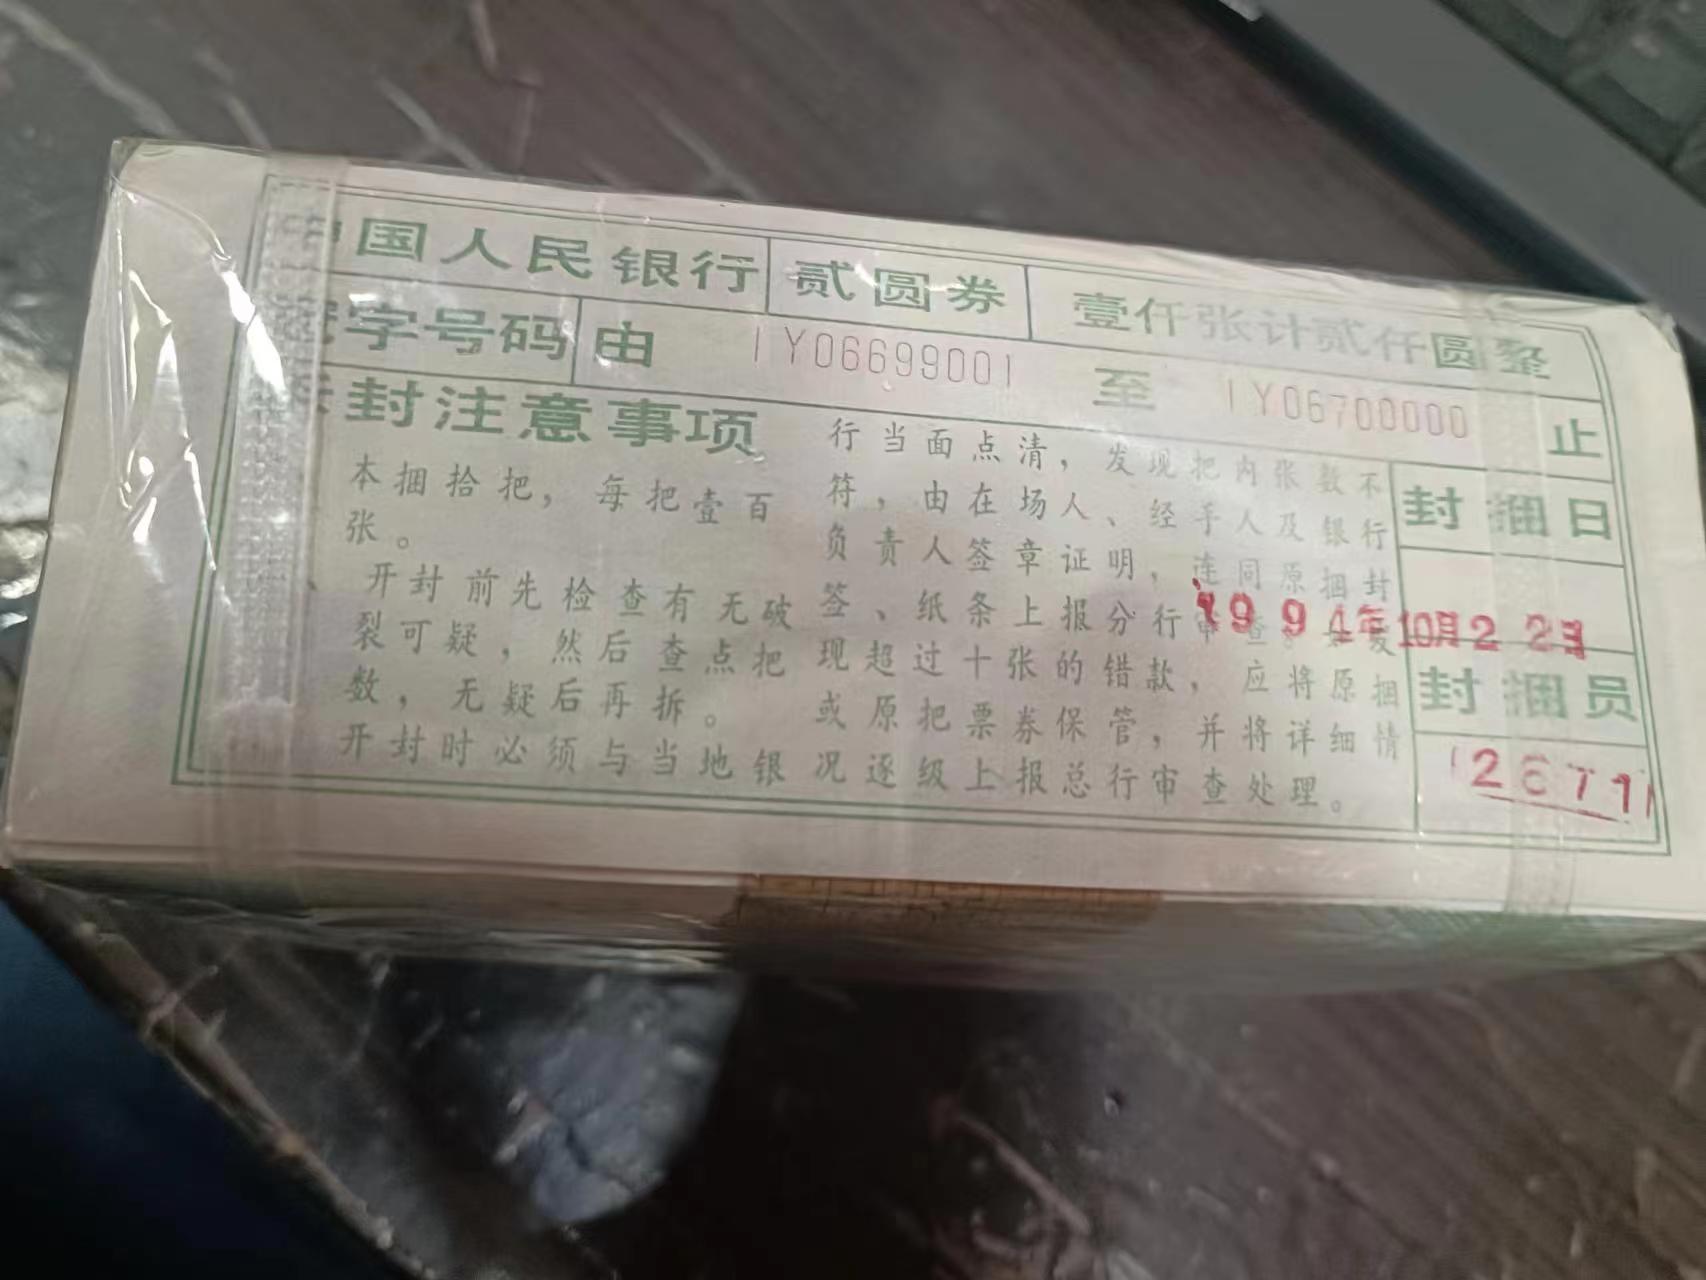 中国人民银行 贰圆券 壹仟张计贰仟圆整
字号码 由 IY06699001 至 IY06700000 止
封注意事项
本捆拾把，每把壹百
张。
开封前先检查有无破
裂可疑，然后查点把
数，无疑后再拆。
开封时必须与当地银
行当面点清，发现把内张数不
符，由在场人、经手人及银行
负责人签章证明，连同原捆封
签、纸条上报分行审查。如发
现超过十张的错款，应将原捆
或原把票券保管，并将详细情
况逐级上报总行审查处理。
封捆日
1994年10月22日
封捆员
2671